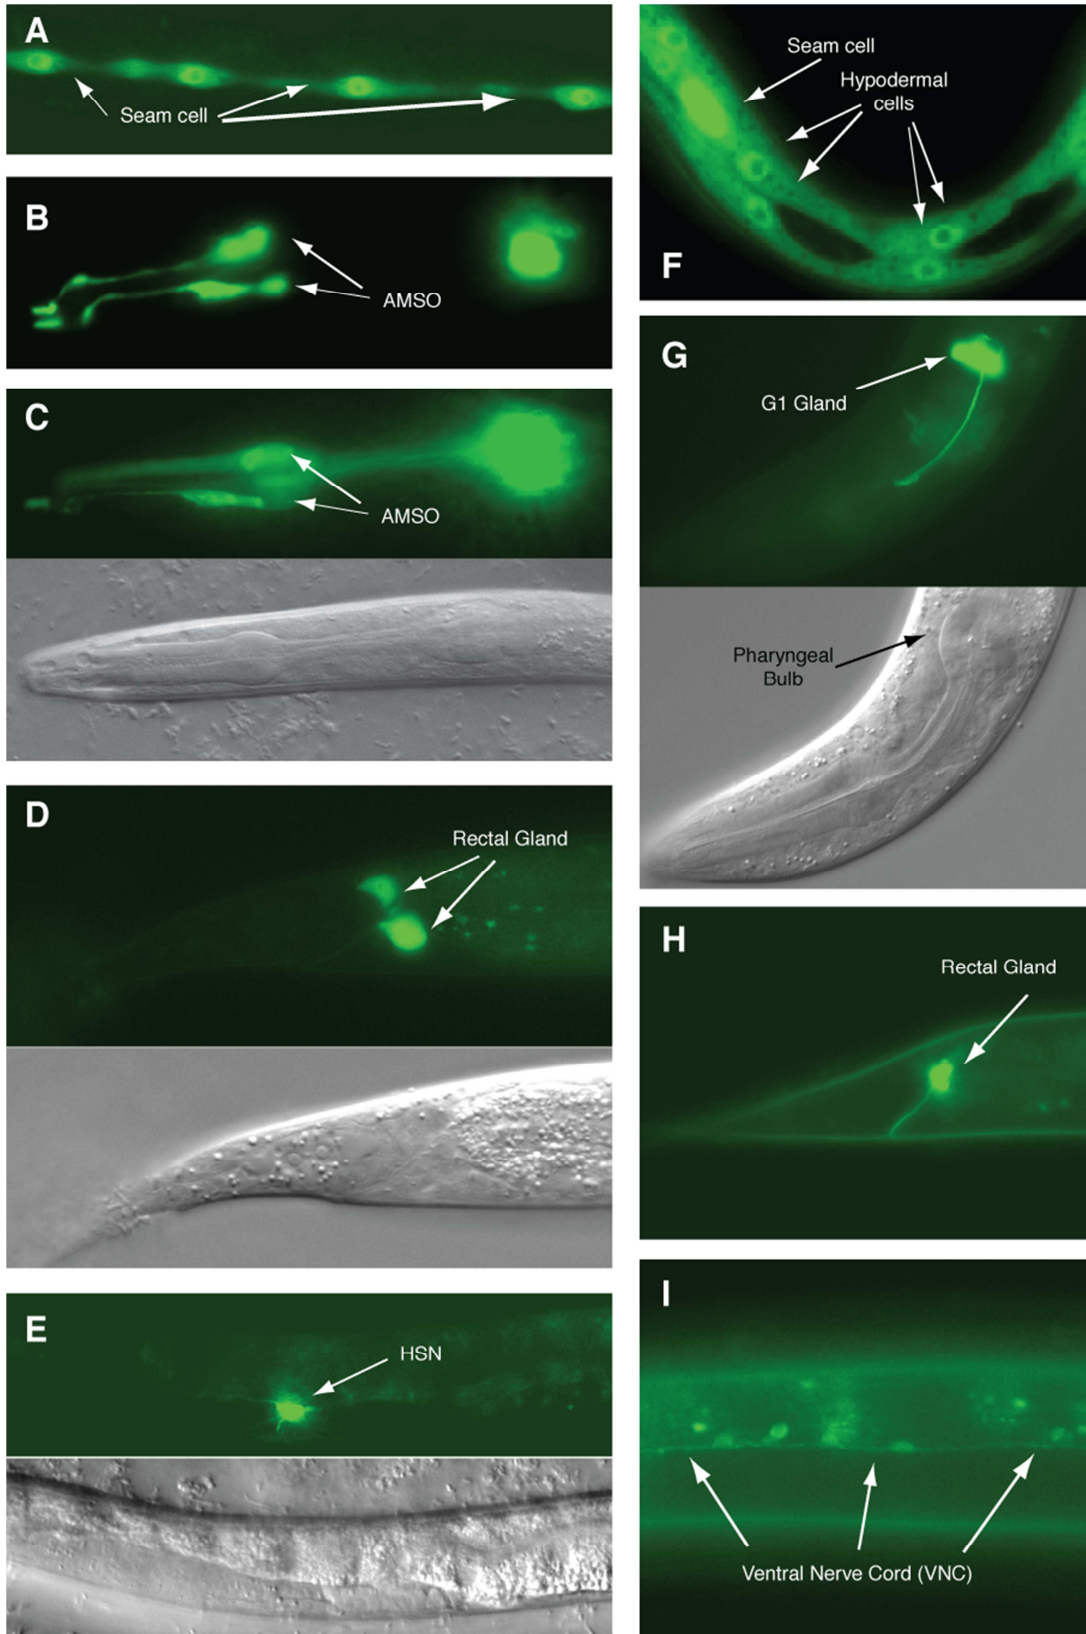 A
Seam cell
B
AMSO
C
AMSO
D
Rectal Gland
E
HSN
F
Seam cell
Hypodermal
cells
G
G1 Gland
Pharyngeal
Bulb
H
Rectal Gland
I
Ventral Nerve Cord (VNC)